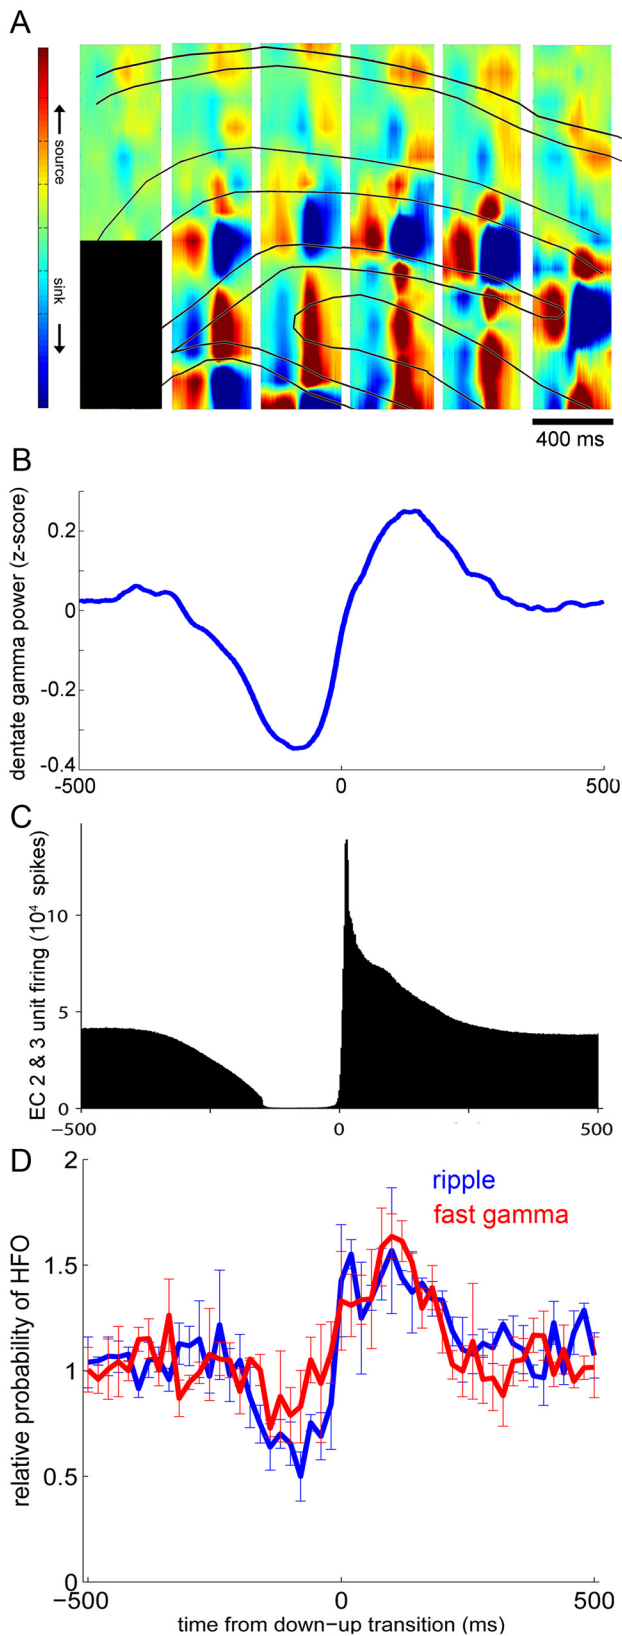 A
source
sink
400 ms
B
dentate gamma power (z-score)
0.2
0
-0.2
-0.4
-500
0
500
C
EC 2 & 3 unit firing (10⁴ spikes)
10
5
0
−500
0
500
D
relative probability of HFO
2
1.5
1
0.5
0
ripple
fast gamma
−500
0
500
time from down-up transition (ms)